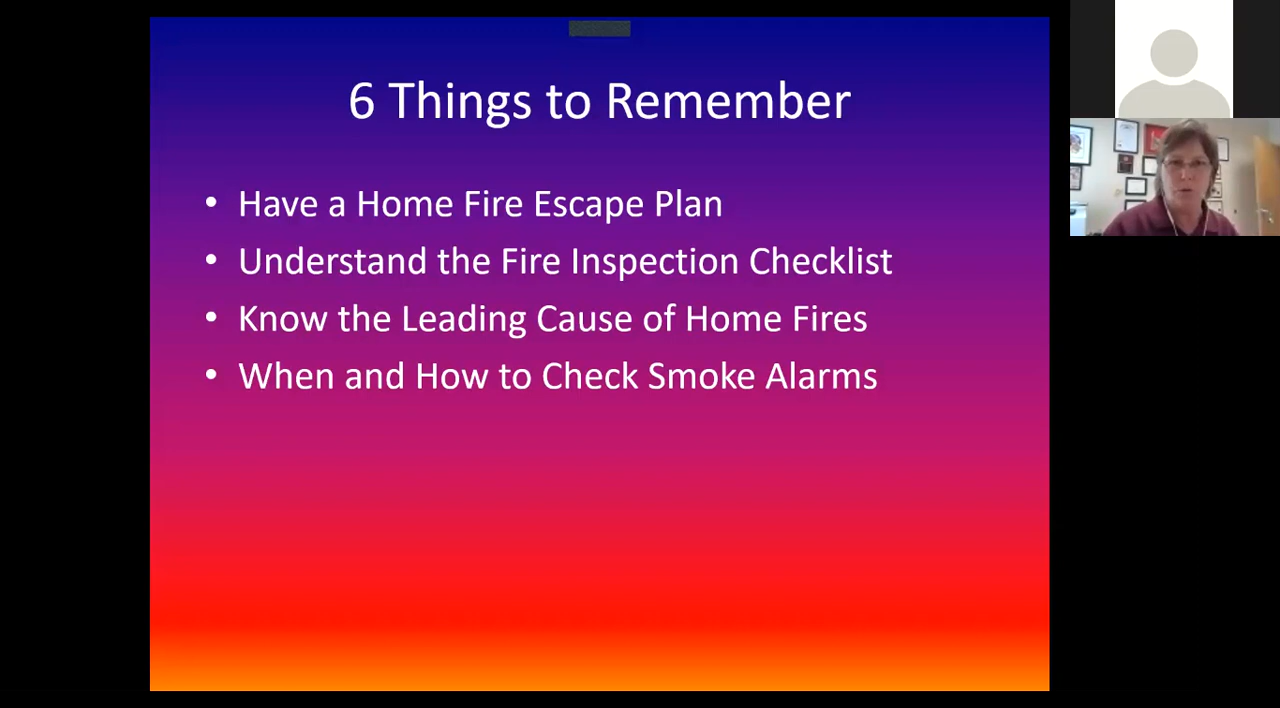 6 Things to Remember
• Have a Home Fire Escape Plan
• Understand the Fire Inspection Checklist
• Know the Leading Cause of Home Fires
• When and How to Check Smoke Alarms